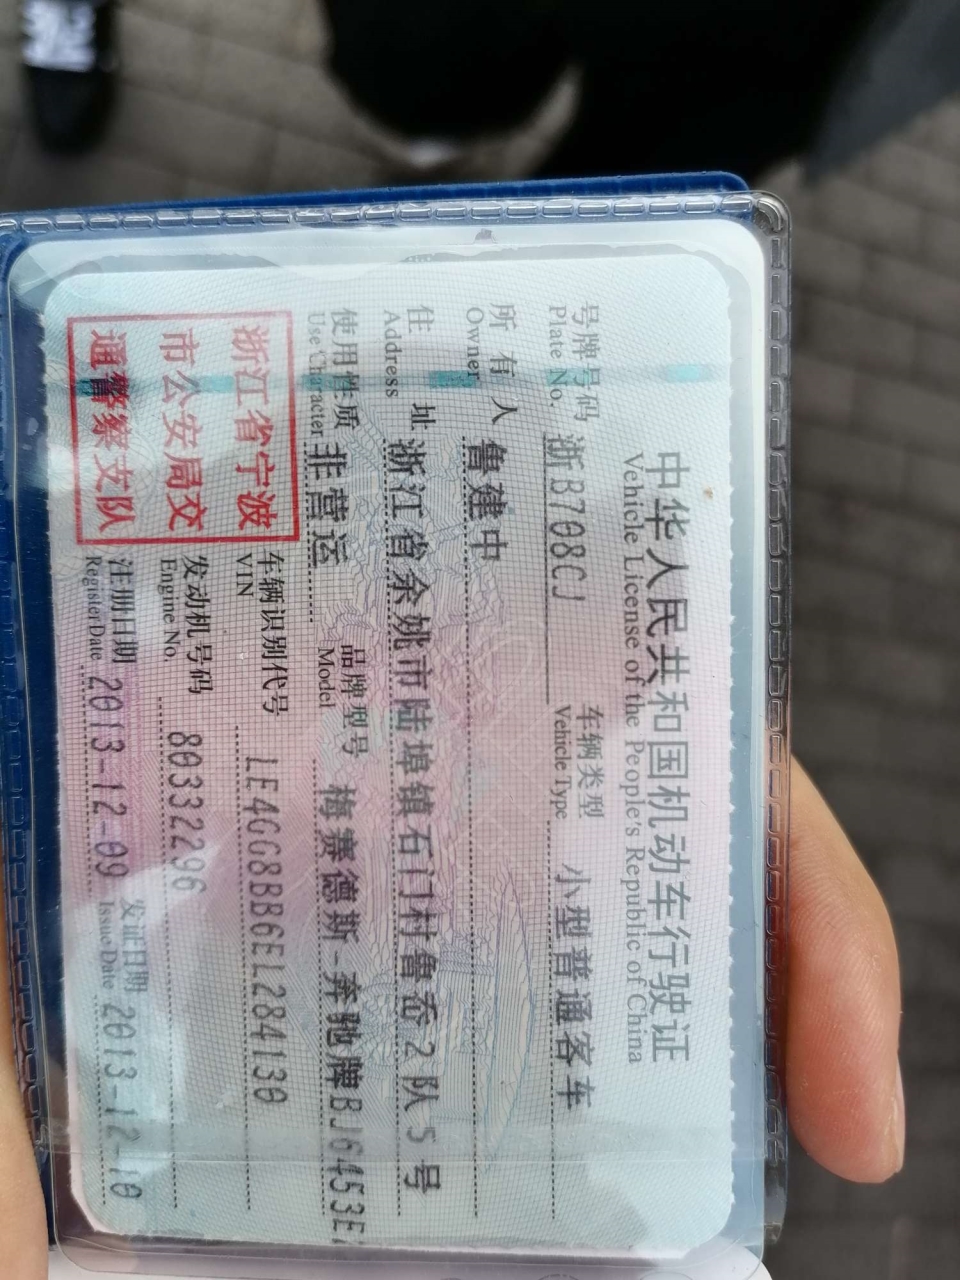 中华人民共和国机动车行驶证
Vehicle License of the People's Republic of China
号牌号码 浙B708CJ 车辆类型 小型普通客车
Plate No. Vehicle Type
所有人 鲁建中
Owner
住址 浙江省余姚市陆埠镇石门村鲁岙2队5号
Address
使用性质 非营运 品牌型号 梅赛德斯-奔驰牌BJ6453E
Use Character Model
浙江省宁波
市公安局交
通警察支队
车辆识别代号 LE4GG8BB6EL284130
VIN
发动机号码 80332296
Engine No.
注册日期 2013-12-09 发证日期 2013-12-10
Register Date Issue Date